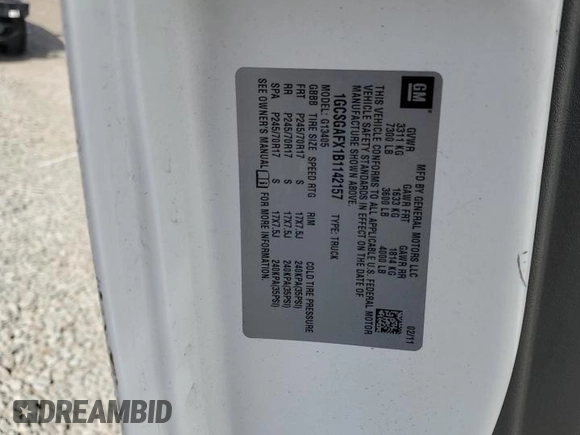 GM
MFD BY GENERAL MOTORS LLC
GVWR GAWR FRT GAWR RR
3311 KG 1633 KG 1814 KG
7300 LB 3600 LB 4000 LB
02/11
THIS VEHICLE CONFORMS TO ALL APPLICABLE U.S. FEDERAL MOTOR
VEHICLE SAFETY STANDARDS IN EFFECT ON THE DATE OF
MANUFACTURE SHOWN ABOVE.
1GCSGAFX1B1142157 TYPE: TRUCK
MODEL: G13405
GBBB TIRE SIZE SPEED RTG RIM COLD TIRE PRESSURE
FRT P245/70R17 S 17X7.5J 240KPA(35PSI)
RR P245/70R17 S 17X7.5J 240KPA(35PSI)
SPA P245/70R17 S 17X7.5J 240KPA(35PSI)
SEE OWNER'S MANUAL FOR ADDITIONAL INFORMATION.
DREAMBID